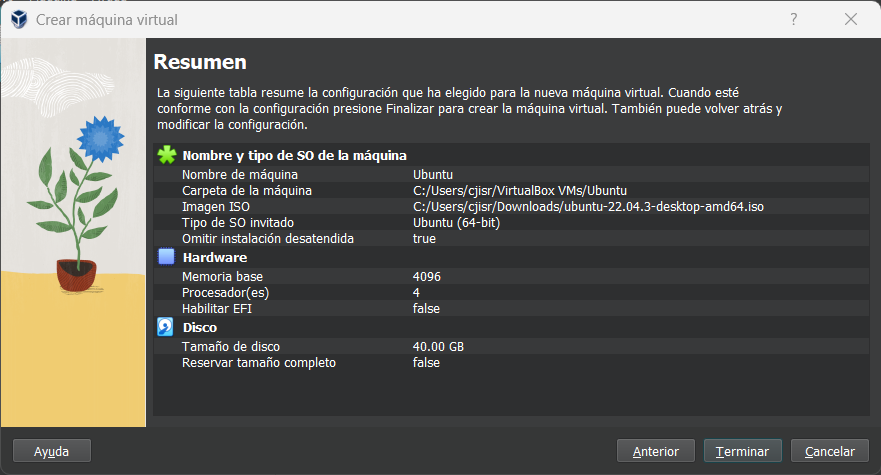 Crear máquina virtual
?
Resumen
La siguiente tabla resume la configuración que ha elegido para la nueva máquina virtual. Cuando esté
conforme con la configuración presione Finalizar para crear la máquina virtual. También puede volver atrás y
modificar la configuración.
Nombre y tipo de SO de la máquina
Nombre de máquina Ubuntu
Carpeta de la máquina C:/Users/cjisr/VirtualBox VMs/Ubuntu
Imagen ISO C:/Users/cjisr/Downloads/ubuntu-22.04.3-desktop-amd64.iso
Tipo de SO invitado Ubuntu (64-bit)
Omitir instalación desatendida true
Hardware
Memoria base 4096
Procesador(es) 4
Habilitar EFI false
Disco
Tamaño de disco 40.00 GB
Reservar tamaño completo false
Ayuda Anterior Terminar Cancelar